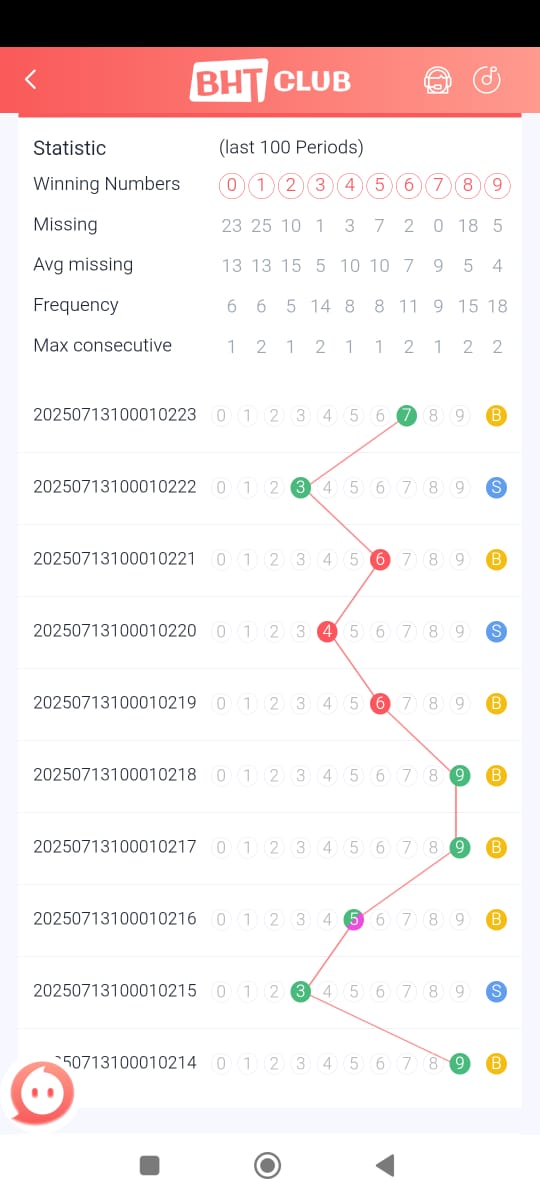 BHT CLUB
Statistic (last 100 Periods)
Winning Numbers 0 1 2 3 4 5 6 7 8 9
Missing 23 25 10 1 3 7 2 0 18 5
Avg missing 13 13 15 5 10 10 7 9 5 4
Frequency 6 6 5 14 8 8 11 9 15 18
Max consecutive 1 2 1 2 1 1 2 1 2 2
20250713100010223 0 1 2 3 4 5 6 7 8 9 B
20250713100010222 0 1 2 3 4 5 6 7 8 9 S
20250713100010221 0 1 2 3 4 5 6 7 8 9 B
20250713100010220 0 1 2 3 4 5 6 7 8 9 S
20250713100010219 0 1 2 3 4 5 6 7 8 9 B
20250713100010218 0 1 2 3 4 5 6 7 8 9 B
20250713100010217 0 1 2 3 4 5 6 7 8 9 B
20250713100010216 0 1 2 3 4 5 6 7 8 9 B
20250713100010215 0 1 2 3 4 5 6 7 8 9 S
50713100010214 0 1 2 3 4 5 6 7 8 9 B